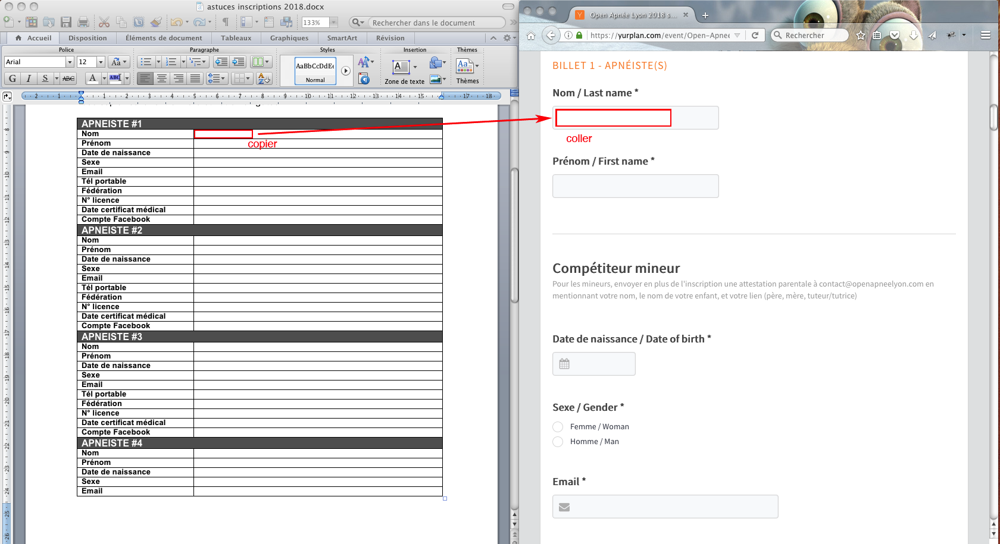 astuces inscriptions 2018.docx
133%
Rechercher dans le document
Accueil
Disposition
Éléments de document
Tableaux
Graphiques
SmartArt
Révision
Police
Paragraphe
Styles
Insertion
Thèmes
Arial
12
Aa
AaBbCcDdEe
Normal
G I S ABC A ABC
Zone de texte
Thèmes
2 1 1 2 3 4 5 6 7 8 9 10 11 12 13 14 15 17 18
APNEISTE #1
Nom
copier
Prénom
Date de naissance
Sexe
Email
Tél portable
Fédération
N° licence
Date certificat médical
Compte Facebook
APNEISTE #2
Nom
Prénom
Date de naissance
Sexe
Email
Tél portable
Fédération
N° licence
Date certificat médical
Compte Facebook
APNEISTE #3
Nom
Prénom
Date de naissance
Sexe
Email
Tél portable
Fédération
N° licence
Date certificat médical
Compte Facebook
APNEISTE #4
Nom
Prénom
Date de naissance
Sexe
Email
Open Apnée Lyon 2018 s...
https://yurplan.com/event/Open-Apnee
Rechercher
BILLET 1 - APNÉISTE(S)
Nom / Last name *
coller
Prénom / First name *
Compétiteur mineur
Pour les mineurs, envoyer en plus de l'inscription une attestation parentale à contact@openapneelyon.com en
mentionnant votre nom, le nom de votre enfant, et votre lien (père, mère, tuteur/tutrice)
Date de naissance / Date of birth *
Sexe / Gender *
Femme / Woman
Homme / Man
Email *